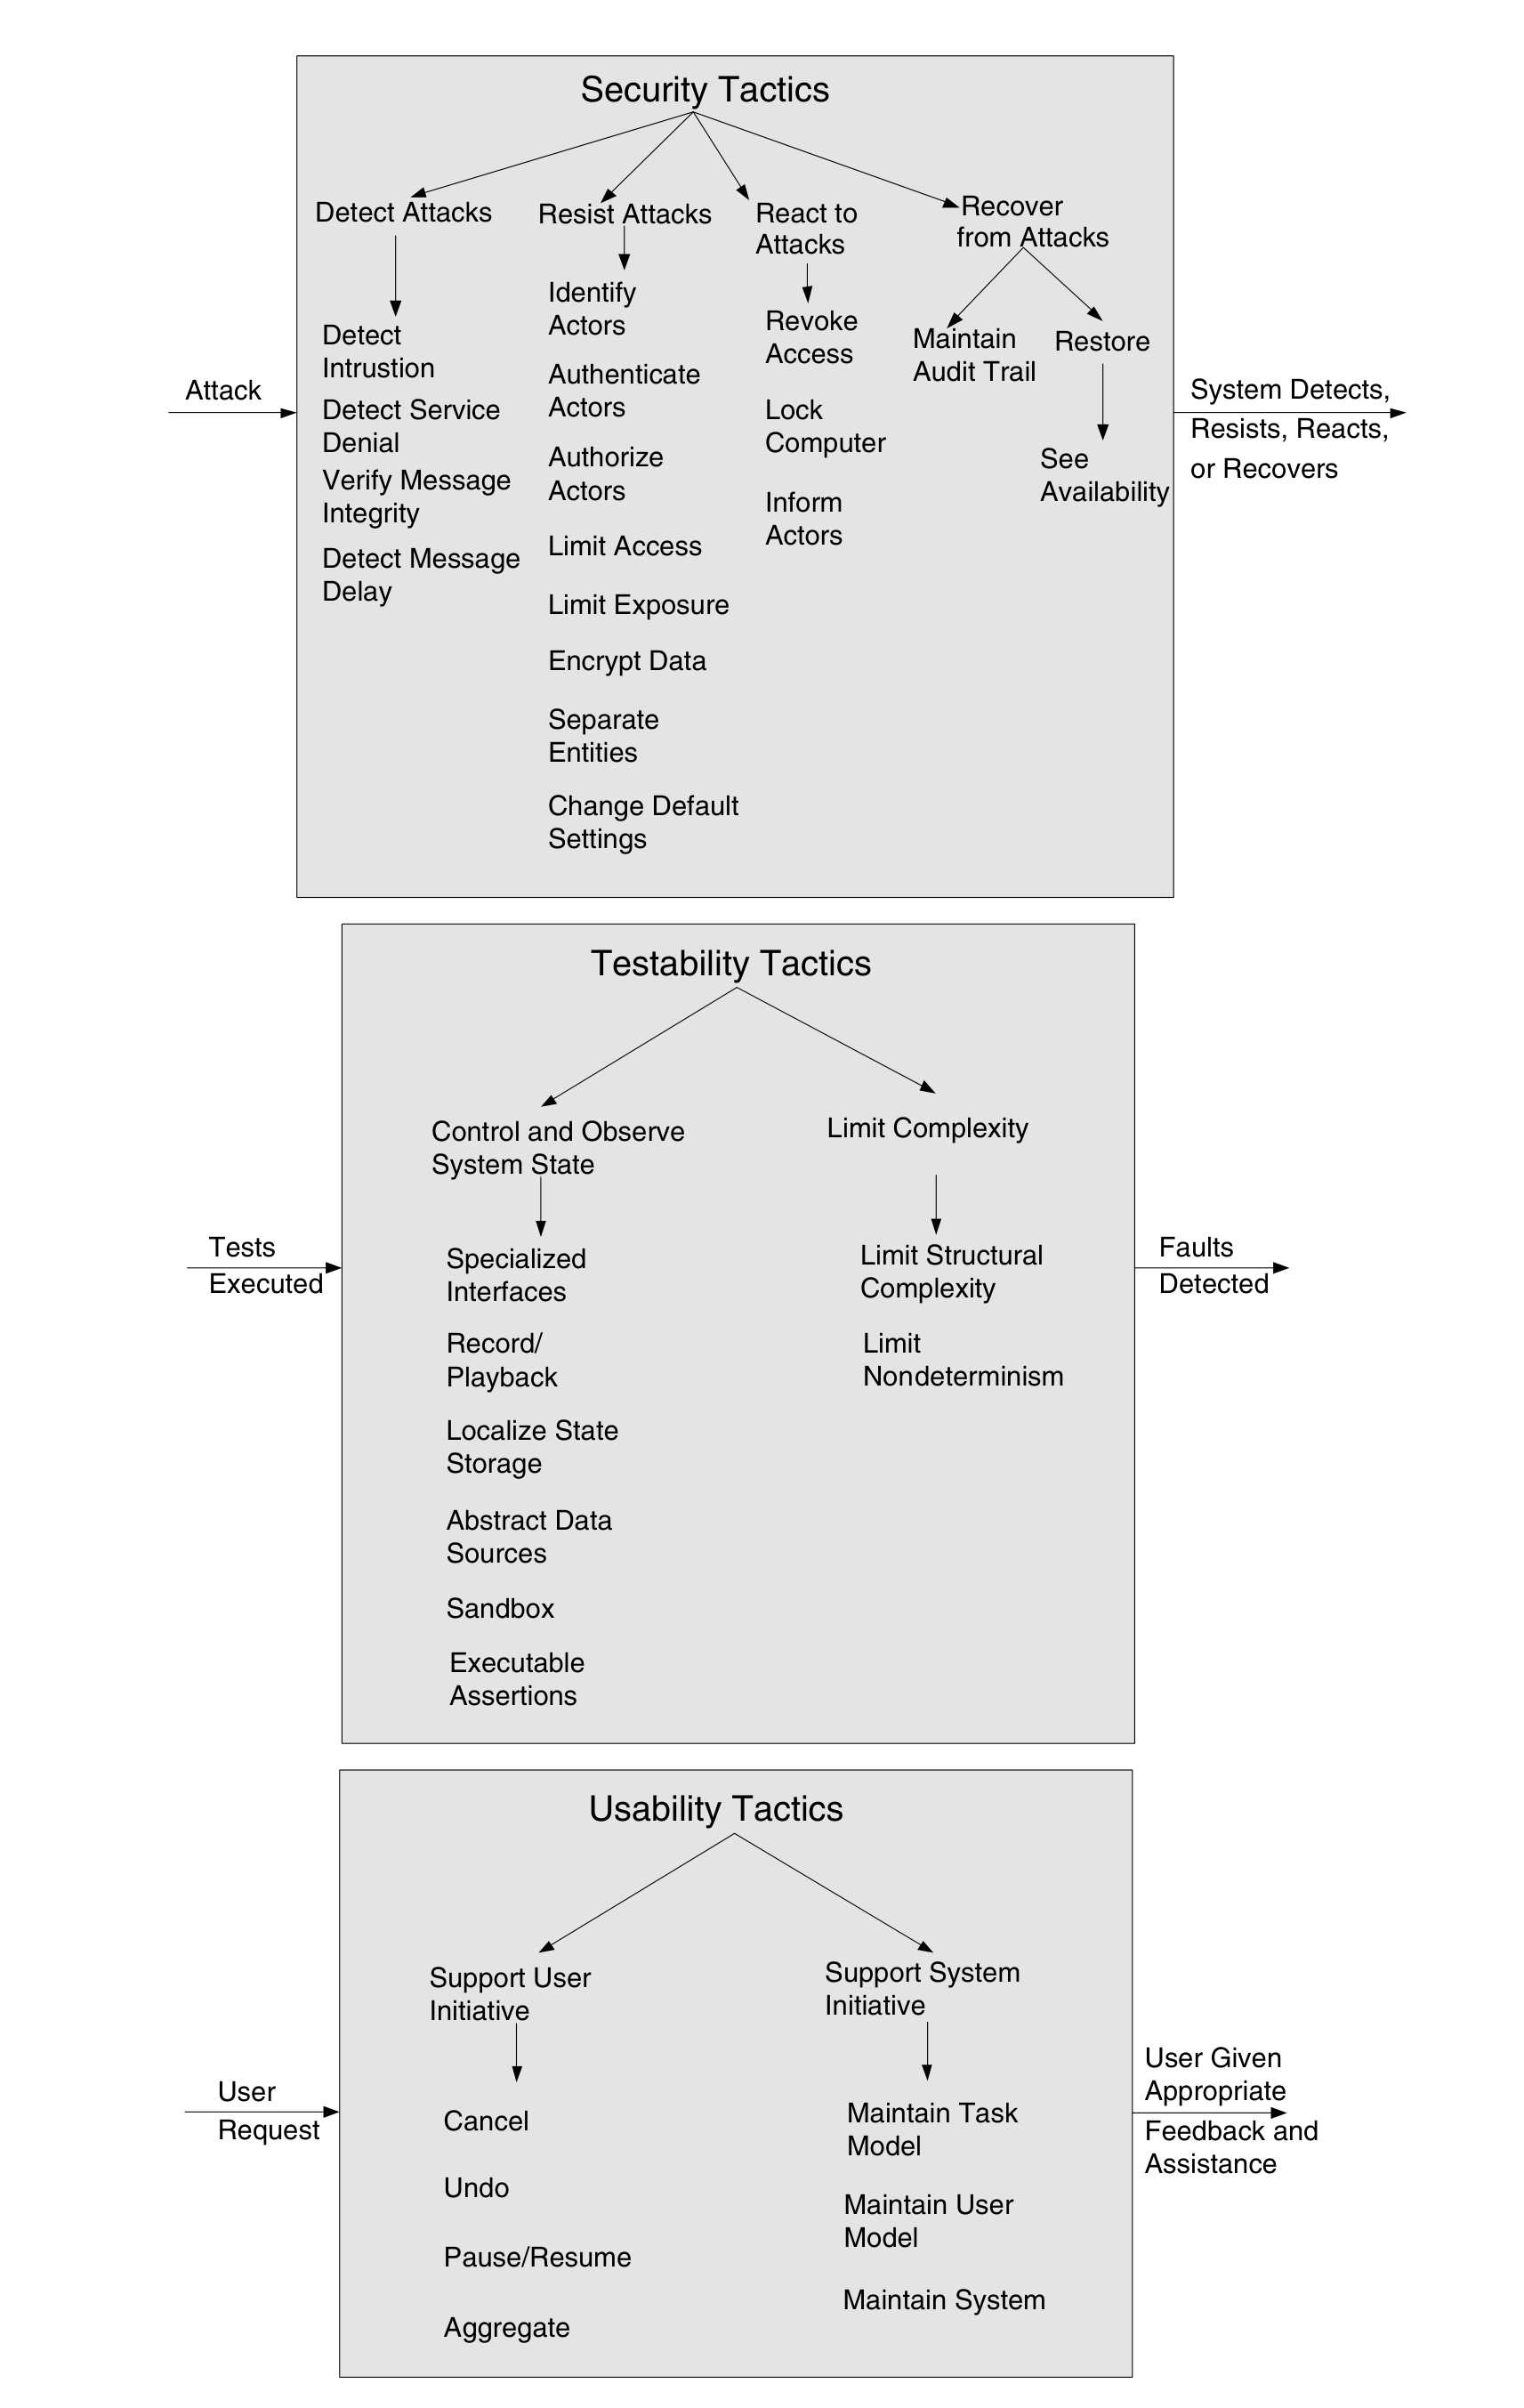 Security Tactics
Detect Attacks
Resist Attacks
React to
Attacks
Recover
from Attacks
Detect
Intrustion
Detect Service
Denial
Verify Message
Integrity
Detect Message
Delay
Identify
Actors
Authenticate
Actors
Authorize
Actors
Limit Access
Limit Exposure
Encrypt Data
Separate
Entities
Change Default
Settings
Revoke
Access
Lock
Computer
Inform
Actors
Maintain
Audit Trail
Restore
See
Availability
Attack
System Detects,
Resists, Reacts,
or Recovers
Testability Tactics
Control and Observe
System State
Limit Complexity
Specialized
Interfaces
Record/
Playback
Localize State
Storage
Abstract Data
Sources
Sandbox
Executable
Assertions
Limit Structural
Complexity
Limit
Nondeterminism
Tests
Executed
Faults
Detected
Usability Tactics
Support User
Initiative
Support System
Initiative
Cancel
Undo
Pause/Resume
Aggregate
Maintain Task
Model
Maintain User
Model
Maintain System
User
Request
User Given
Appropriate
Feedback and
Assistance